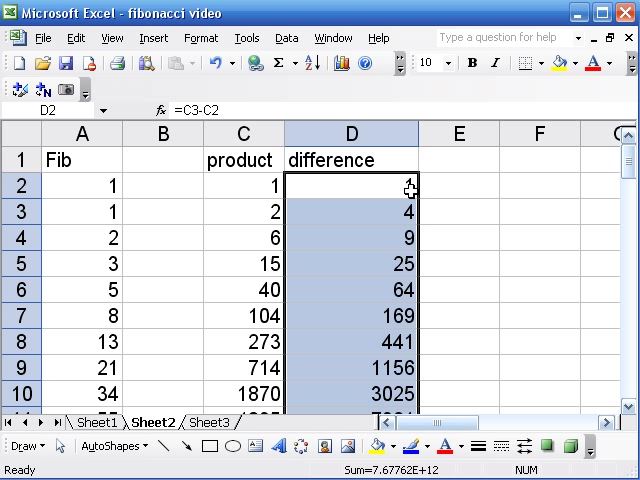 Microsoft Excel - fibonacci video
File Edit View Insert Format Tools Data Window Help Type a question for help
10 B I
D2 fx =C3-C2
A B C D E F
1 Fib product difference
2 1 1
3 1 2 4
4 2 6 9
5 3 15 25
6 5 40 64
7 8 104 169
8 13 273 441
9 21 714 1156
10 34 1870 3025
Sheet1 Sheet2 Sheet3
Draw AutoShapes
Ready Sum=7.67762E+12 NUM